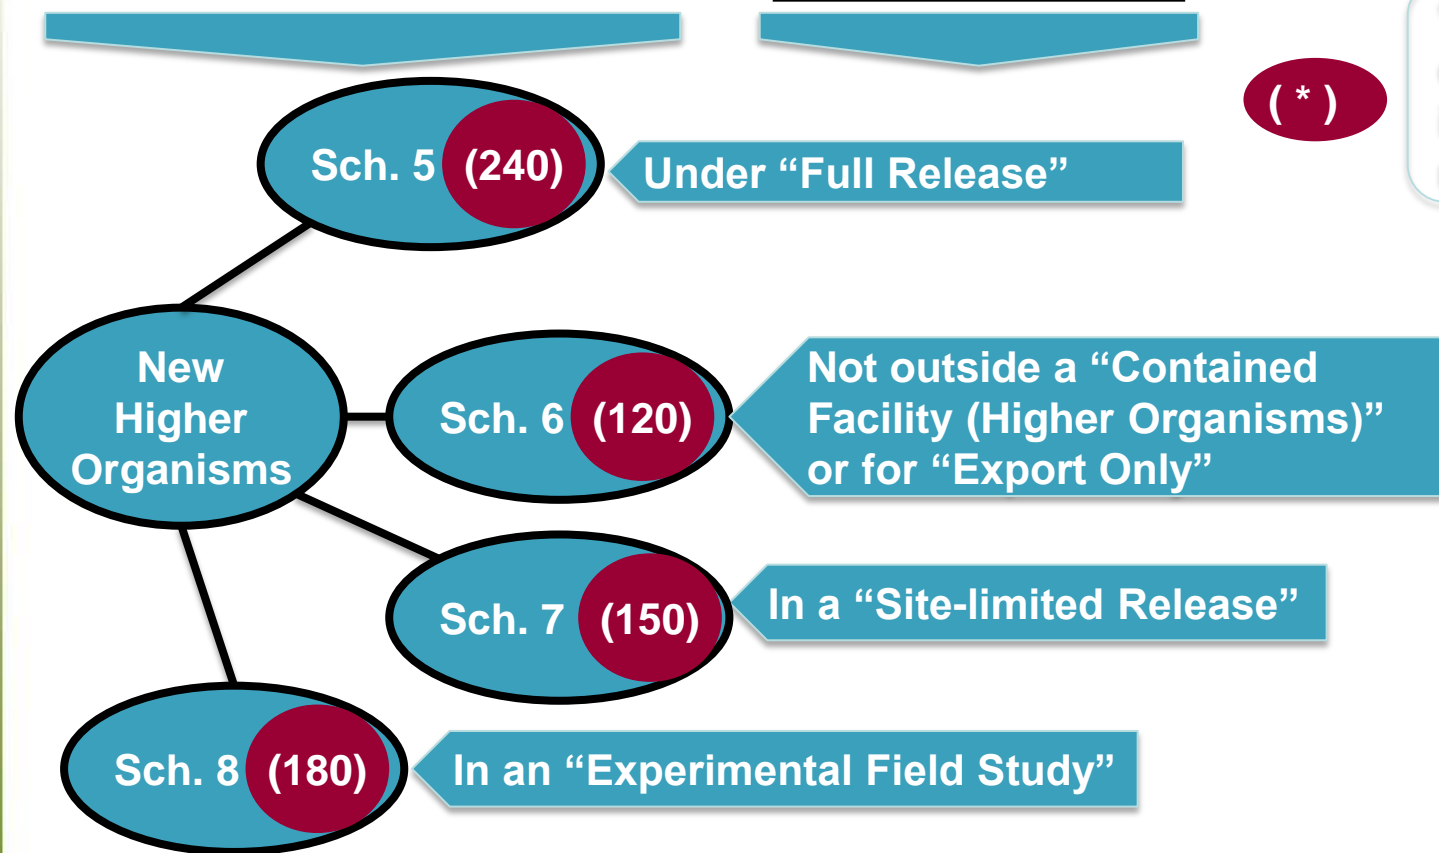 ( * )
Sch. 5 (240)
Under “Full Release”
New
Higher
Organisms
Sch. 6 (120)
Not outside a “Contained
Facility (Higher Organisms)”
or for “Export Only”
Sch. 7 (150)
In a “Site-limited Release”
Sch. 8 (180)
In an “Experimental Field Study”